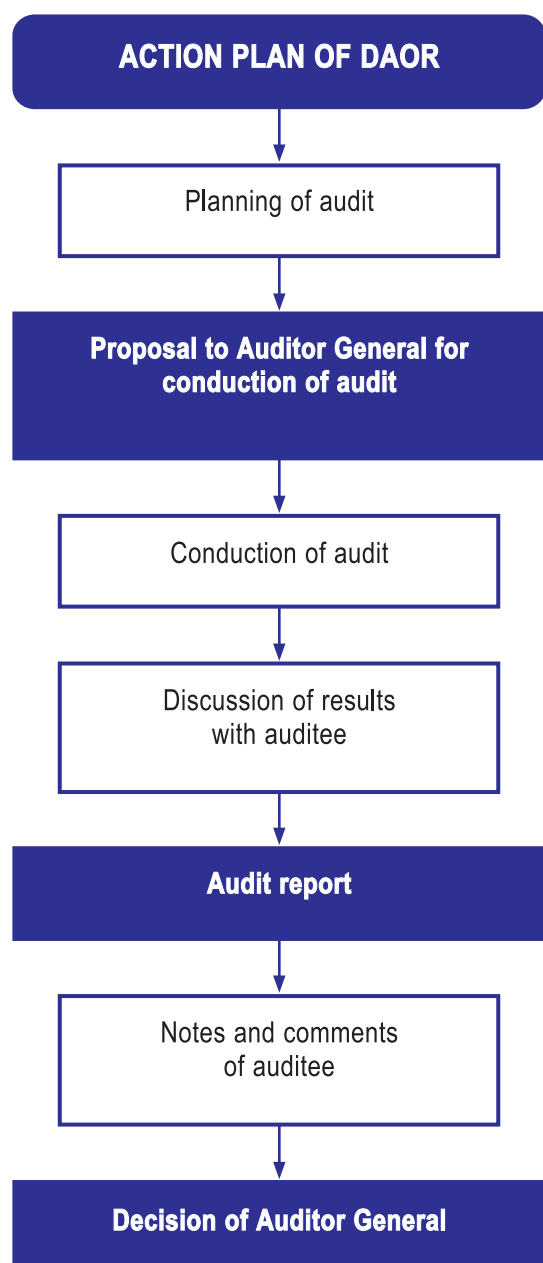 ACTION PLAN OF DAOR
Planning of audit
Proposal to Auditor General for
conduction of audit
Conduction of audit
Discussion of results
with auditee
Audit report
Notes and comments
of auditee
Decision of Auditor General